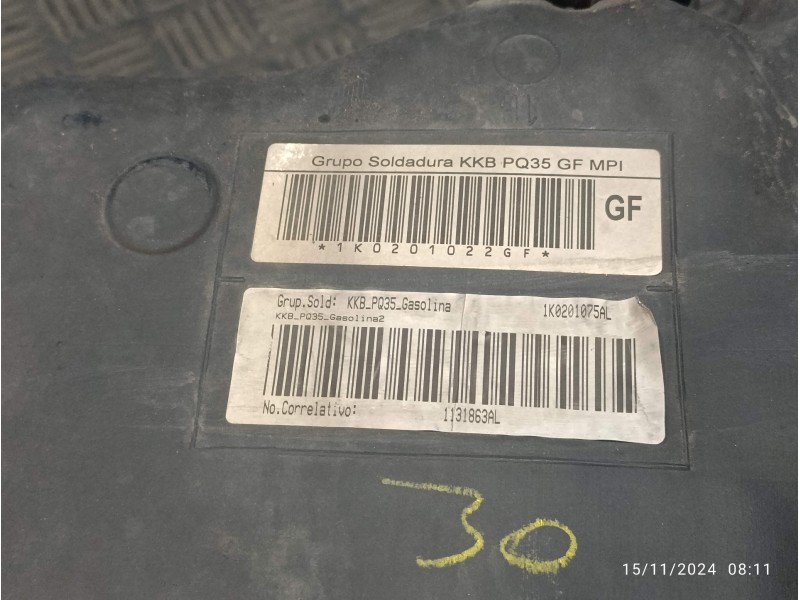 Grupo Soldadura KKB PQ35 GF MPI
GF
*1K0201022GF*
Grup.Sold: KKB_PQ35_Gasolina 1K0201075AL
KKB_PQ35_Gasolina2
No.Correlativo: 1131863AL
30
15/11/2024 08:11